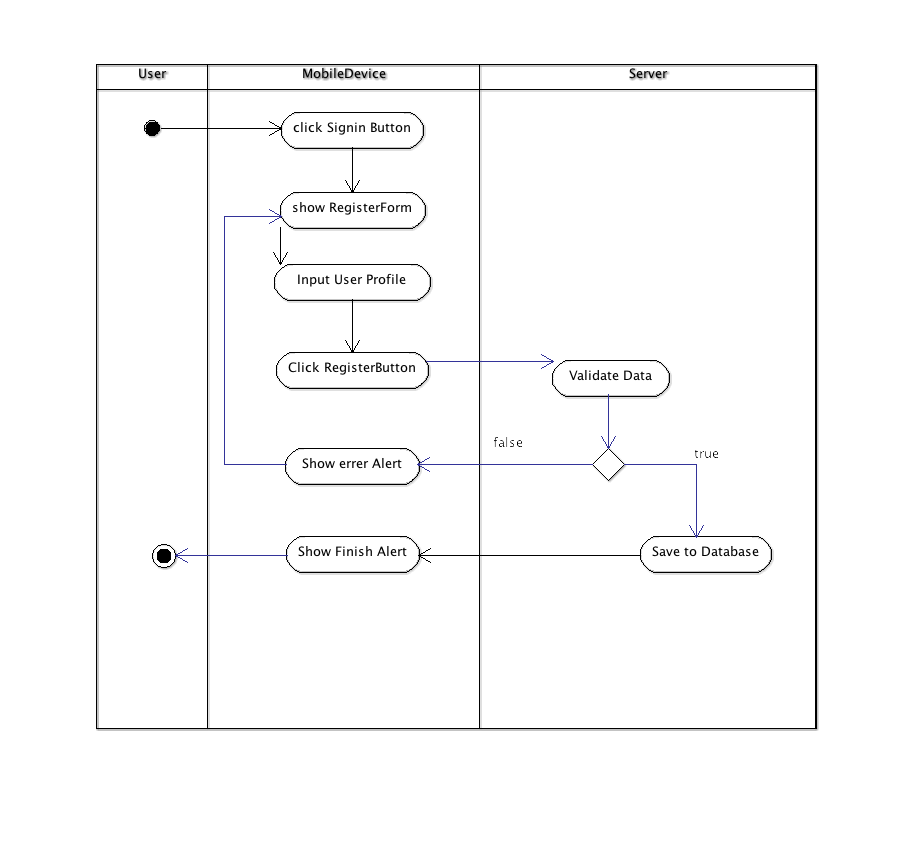 User
MobileDevice
Server
click Signin Button
show RegisterForm
Input User Profile
Click RegisterButton
Validate Data
false
true
Show errer Alert
Show Finish Alert
Save to Database